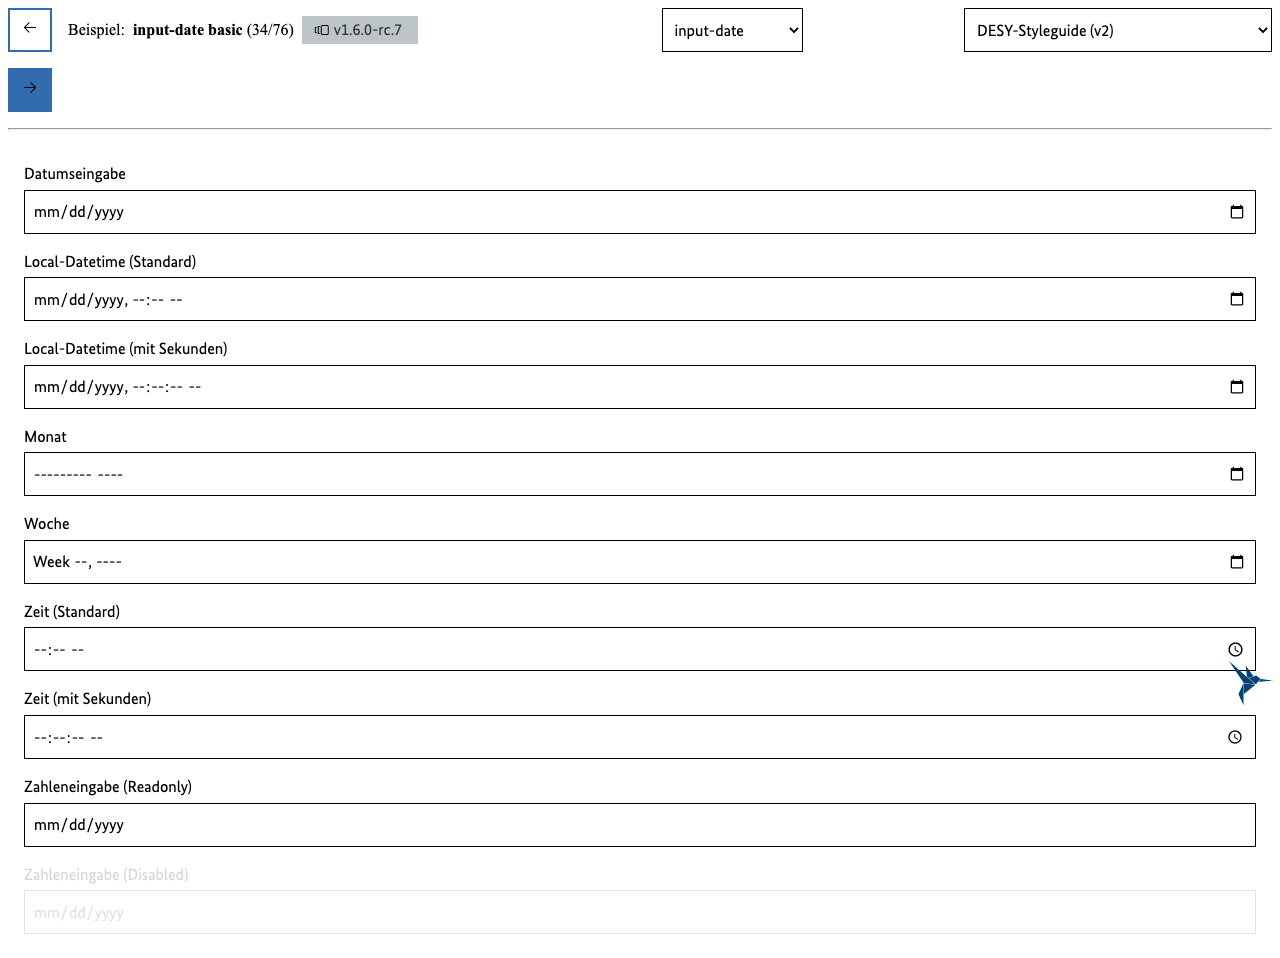 Beispiel: input-date basic (34/76) v1.6.0-rc.7 input-date DESY-Styleguide (v2)
Datumseingabe
mm/dd/yyyy
Local-Datetime (Standard)
mm/dd/yyyy, --:-- --
Local-Datetime (mit Sekunden)
mm/dd/yyyy, --:--:-- --
Monat
--------- ----
Woche
Week --, ----
Zeit (Standard)
--:-- --
Zeit (mit Sekunden)
--:--:-- --
Zahleneingabe (Readonly)
mm/dd/yyyy
Zahleneingabe (Disabled)
mm/dd/yyyy